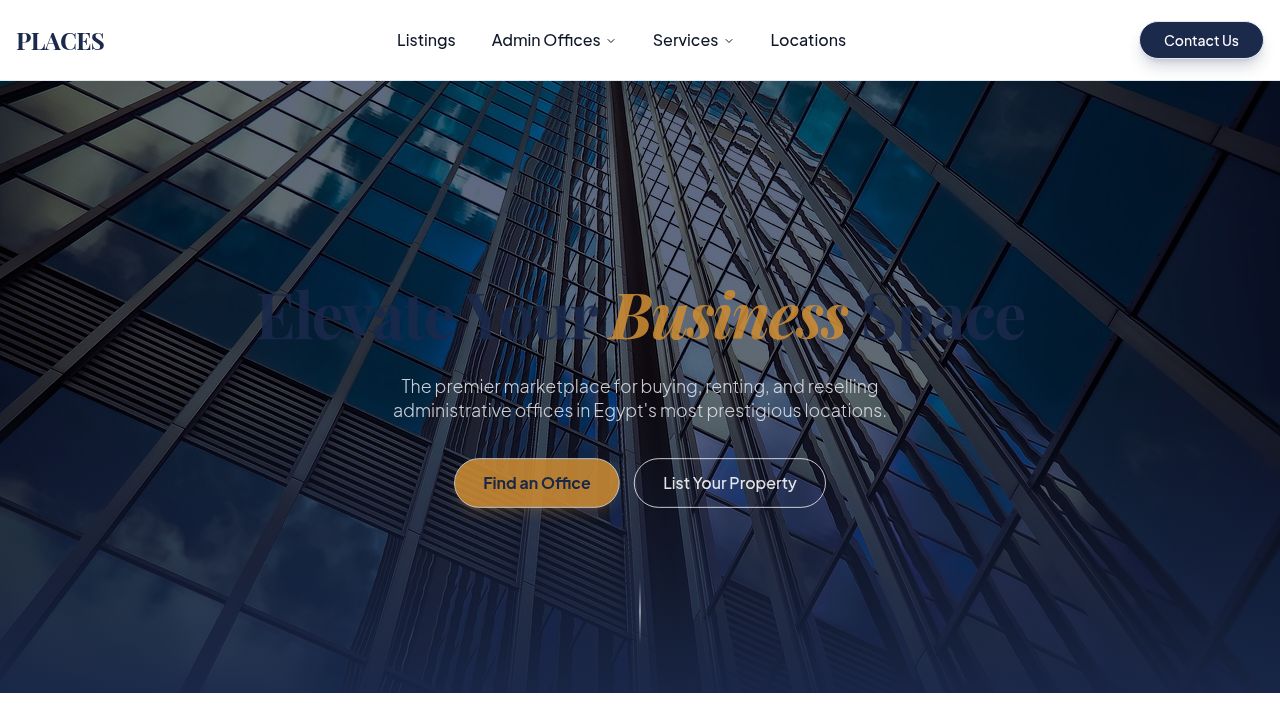 PLACES
Listings
Admin Offices
Services
Locations
Contact Us
Elevate Your Business Space
The premier marketplace for buying, renting, and reselling
administrative offices in Egypt's most prestigious locations.
Find an Office
List Your Property